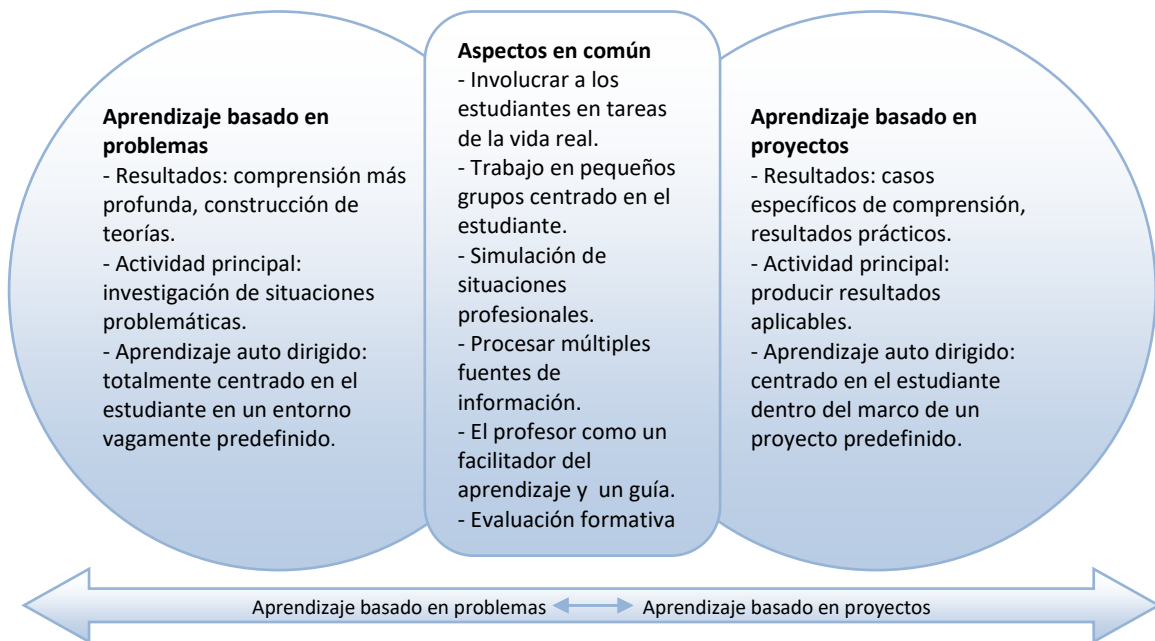 Aprendizaje basado en
problemas
- Resultados: comprensión más
profunda, construcción de
teorías.
- Actividad principal:
investigación de situaciones
problemáticas.
- Aprendizaje auto dirigido:
totalmente centrado en el
estudiante en un entorno
vagamente predefinido.
Aspectos en común
- Involucrar a los
estudiantes en tareas
de la vida real.
- Trabajo en pequeños
grupos centrado en el
estudiante.
- Simulación de
situaciones
profesionales.
- Procesar múltiples
fuentes de
información.
- El profesor como un
facilitador del
aprendizaje y  un guía.
- Evaluación formativa
Aprendizaje basado en
proyectos
- Resultados: casos
específicos de comprensión,
resultados prácticos.
- Actividad principal:
producir resultados
aplicables.
- Aprendizaje auto dirigido:
centrado en el estudiante
dentro del marco de un
proyecto predefinido.
Aprendizaje basado en problemas
Aprendizaje basado en proyectos